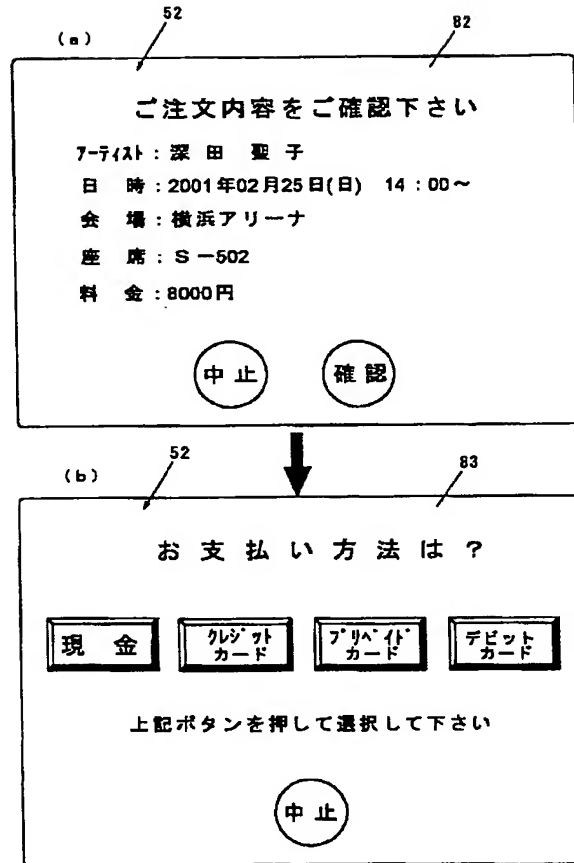 (a)
52
82
ご注文内容をご確認下さい
ｱｰﾃｨｽﾄ：深田 聖子
日 時：2001年02月25日(日) 14：00～
会 場：横浜アリーナ
座 席：S－502
料 金：8000円
中止
確認
(b)
52
83
お支払い方法は？
現 金
ｸﾚｼﾞｯﾄ
カード
ﾌﾟﾘﾍﾟｲﾄﾞ
カード
デビット
カード
上記ボタンを押して選択して下さい
中止